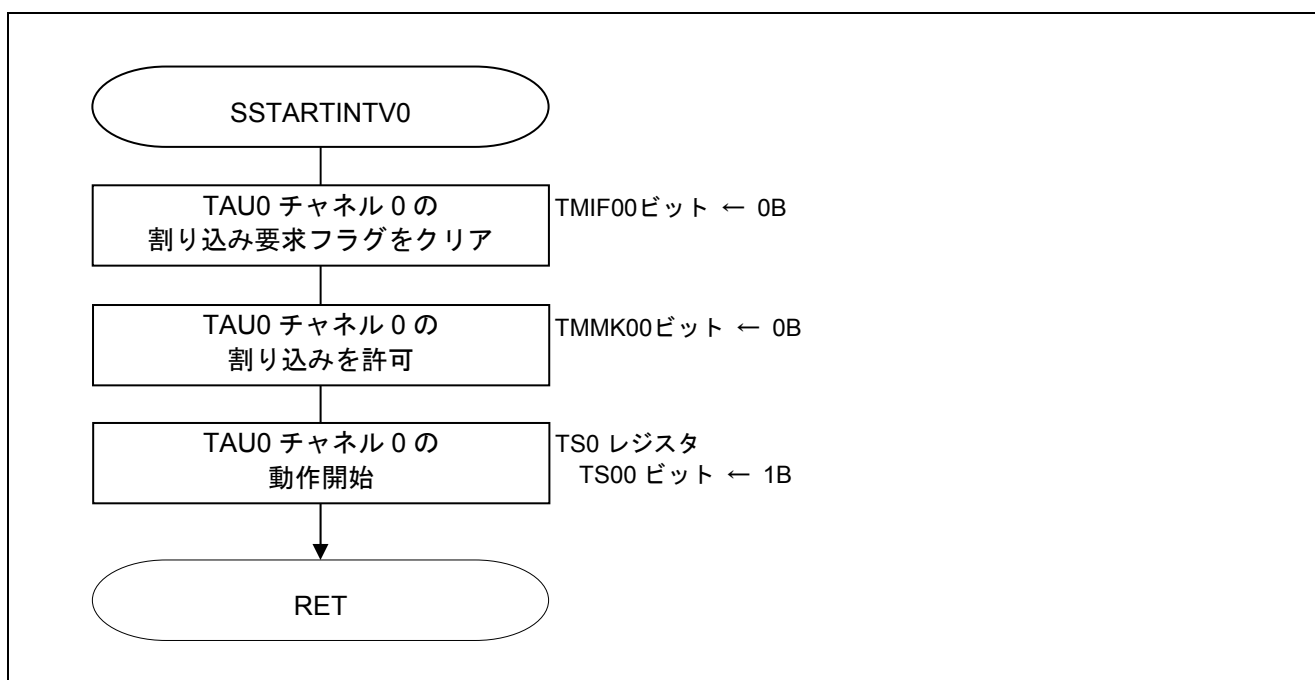 SSTARTINTV0
TAU0 チャネル 0 の
割り込み要求フラグをクリア
TMIF00ビット ← 0B
TAU0 チャネル 0 の
割り込みを許可
TMMK00ビット ← 0B
TAU0 チャネル 0 の
動作開始
TS0 レジスタ
TS00 ビット ← 1B
RET